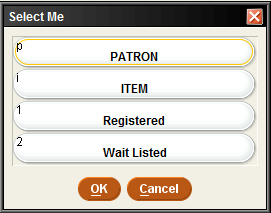 Select Me
p
PATRON
i
ITEM
1
Registered
2
Wait Listed
OK Cancel